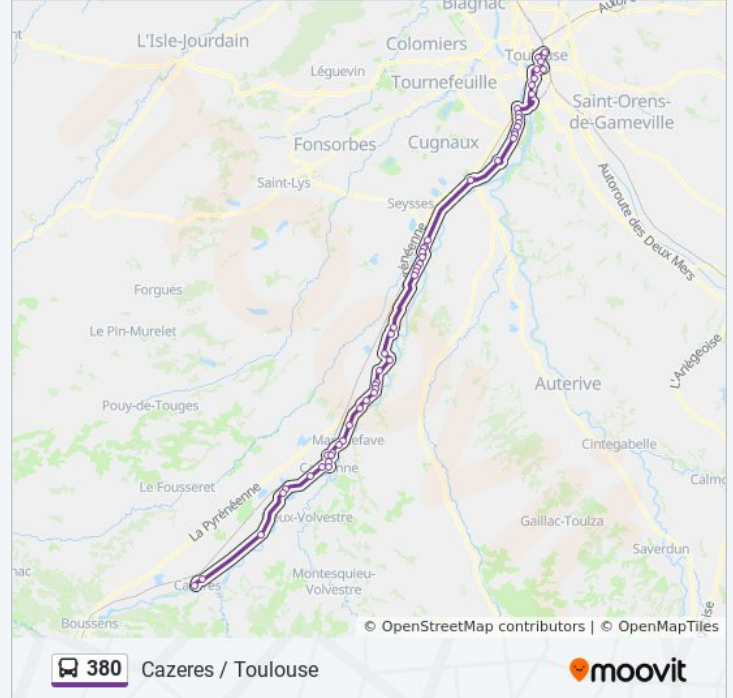 Blagnac
L'Isle-Jourdain
Colomiers
Léguevin
Tournefeuille
Saint-Orens-
de-Gameville
Fonsorbes
Cugnaux
Saint-Lys
Seysses
Autoroute des Deux Mers
Forgues
Le Pin-Murelet
L'Ariégeoise
Auterive
Pouy-de-Touges
Cintegabelle
Le Fousseret
La Pyrénéenne
Gaillac-Toulza
Saverdun
Montesquieu-
Volvestre
Boussens
© OpenStreetMap contributors | © OpenMapTiles
380 Cazeres / Toulouse
moovit